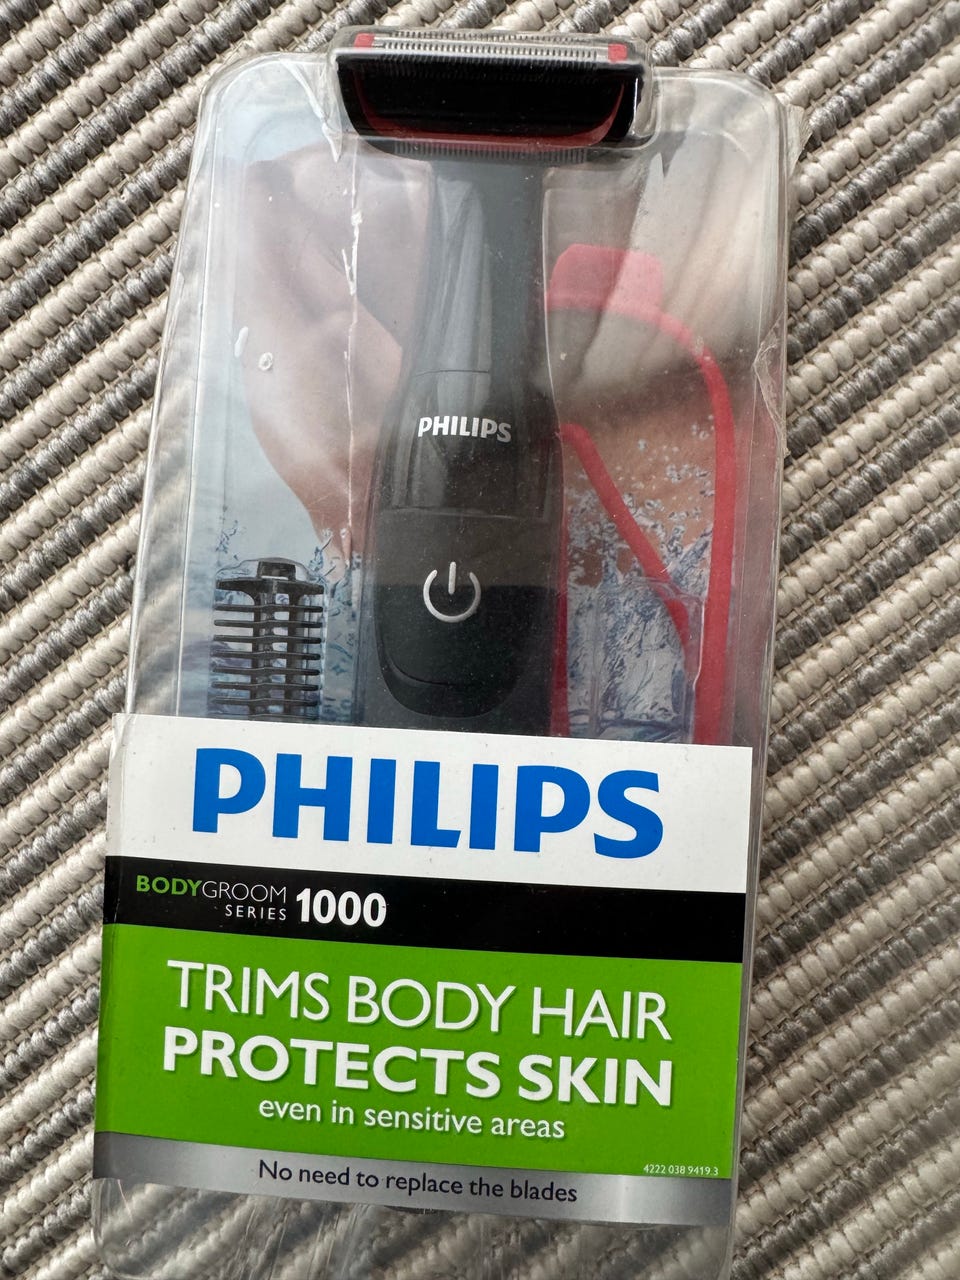 PHILIPS
PHILIPS
BODYGROOM
SERIES 1000
TRIMS BODY HAIR
PROTECTS SKIN
even in sensitive areas
4222 038 9419.3
No need to replace the blades